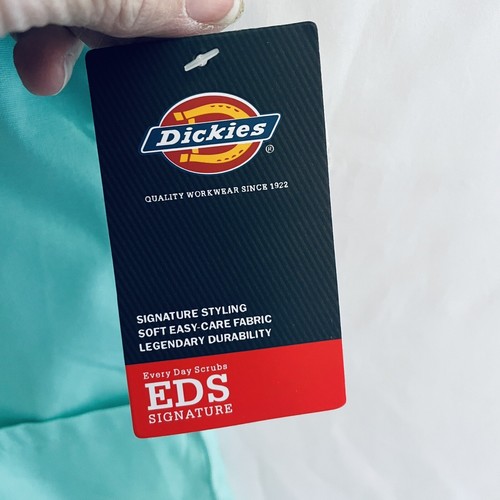 Dickies®
QUALITY WORKWEAR SINCE 1922
SIGNATURE STYLING
SOFT EASY-CARE FABRIC
LEGENDARY DURABILITY
Every Day Scrubs
EDS
SIGNATURE